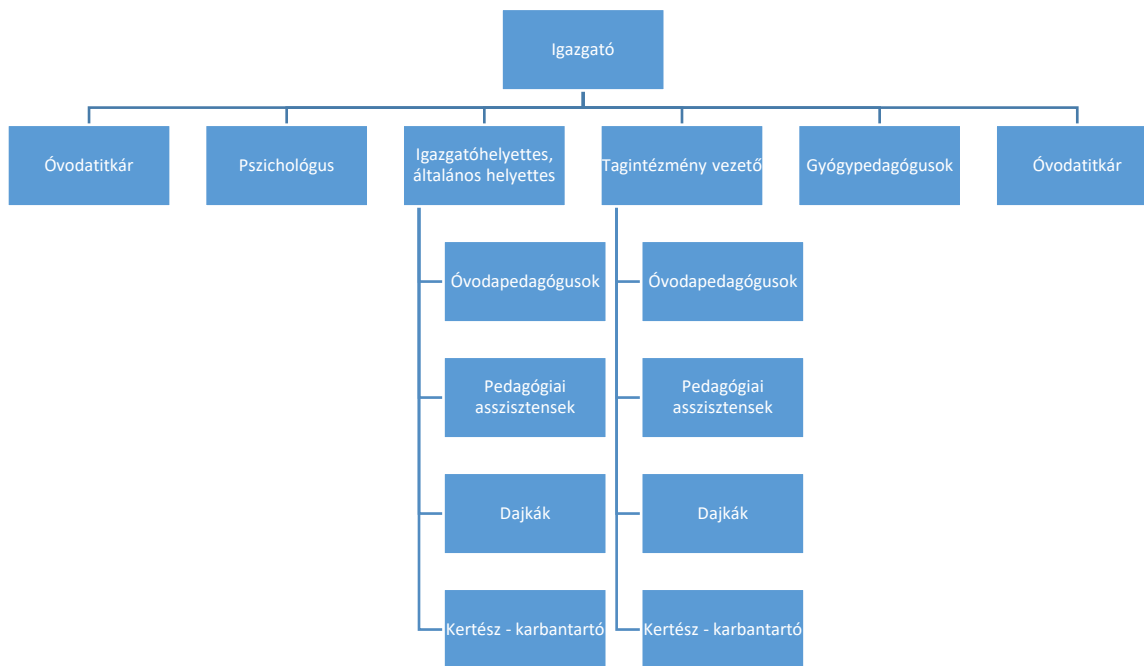 Igazgató
Óvodatitkár
Pszichológus
Igazgatóhelyettes,
általános helyettes
Tagintézmény vezető
Gyógypedagógusok
Óvodatitkár
Óvodapedagógusok
Pedagógiai
asszisztensek
Dajkák
Kertész - karbantartó
Óvodapedagógusok
Pedagógiai
asszisztensek
Dajkák
Kertész - karbantartó